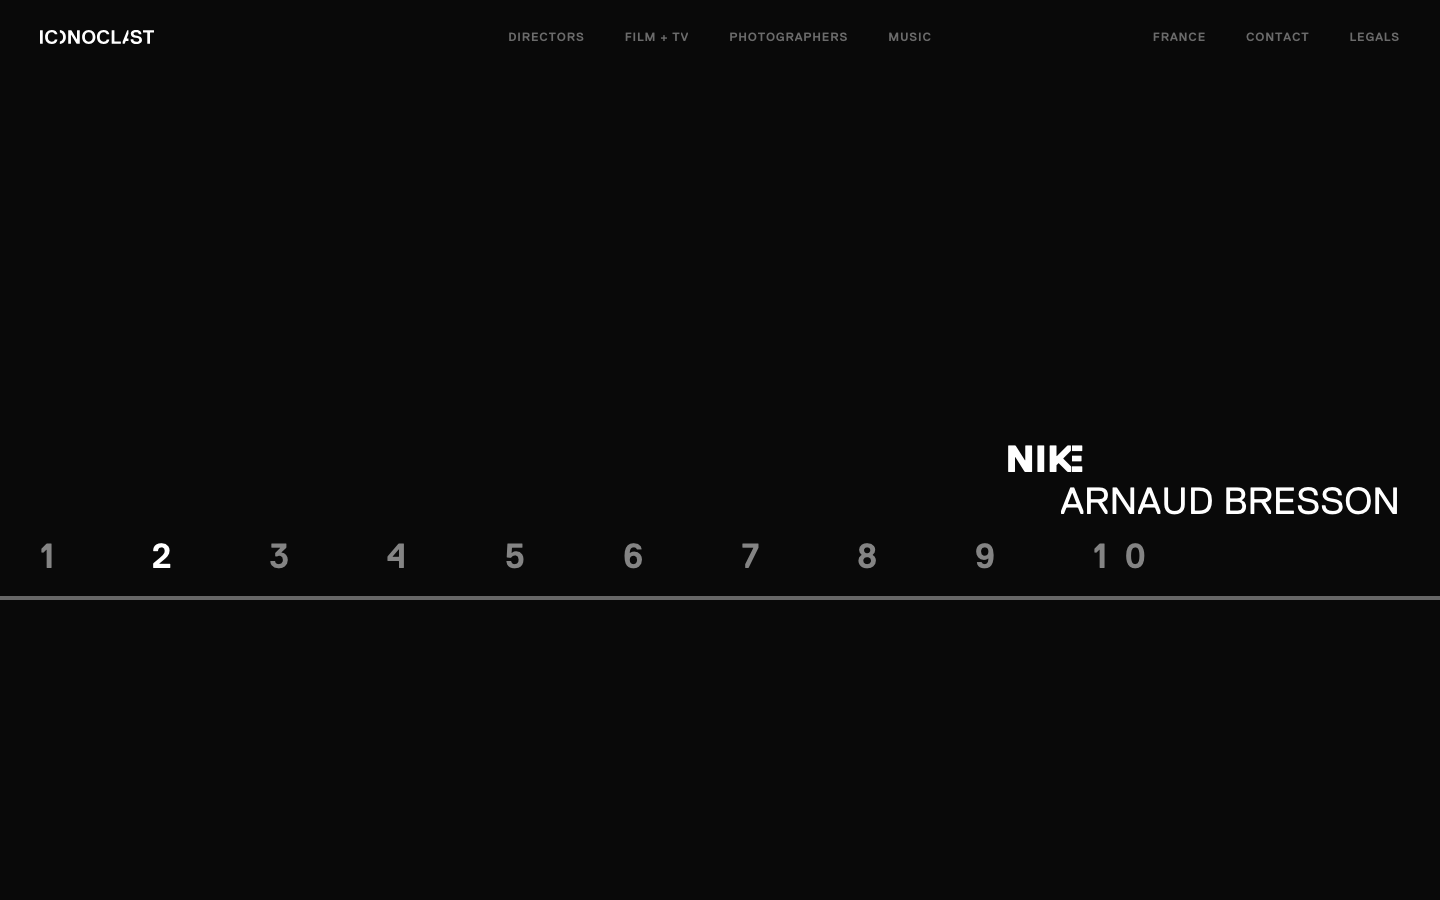 ICONOCLAST
DIRECTORS FILM + TV PHOTOGRAPHERS MUSIC
FRANCE CONTACT LEGALS
NIKE
ARNAUD BRESSON
1 2 3 4 5 6 7 8 9 10